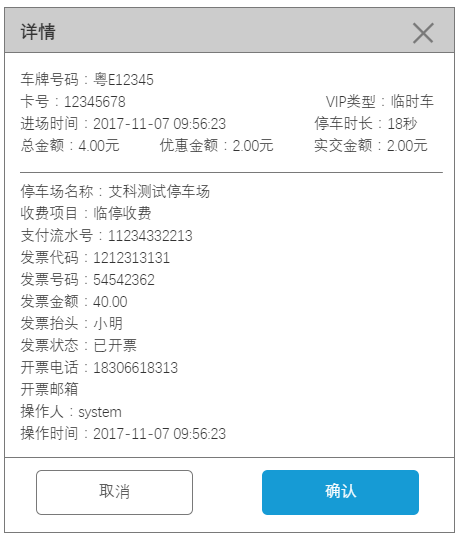 详情
车牌号码：粤E12345
卡号：12345678 VIP类型：临时车
进场时间：2017-11-07 09:56:23 停车时长：18秒
总金额：4.00元 优惠金额：2.00元 实交金额：2.00元
停车场名称：艾科测试停车场
收费项目：临停收费
支付流水号：11234332213
发票代码：1212313131
发票号码：54542362
发票金额：40.00
发票抬头：小明
发票状态：已开票
开票电话：18306618313
开票邮箱
操作人：system
操作时间：2017-11-07 09:56:23
取消 确认